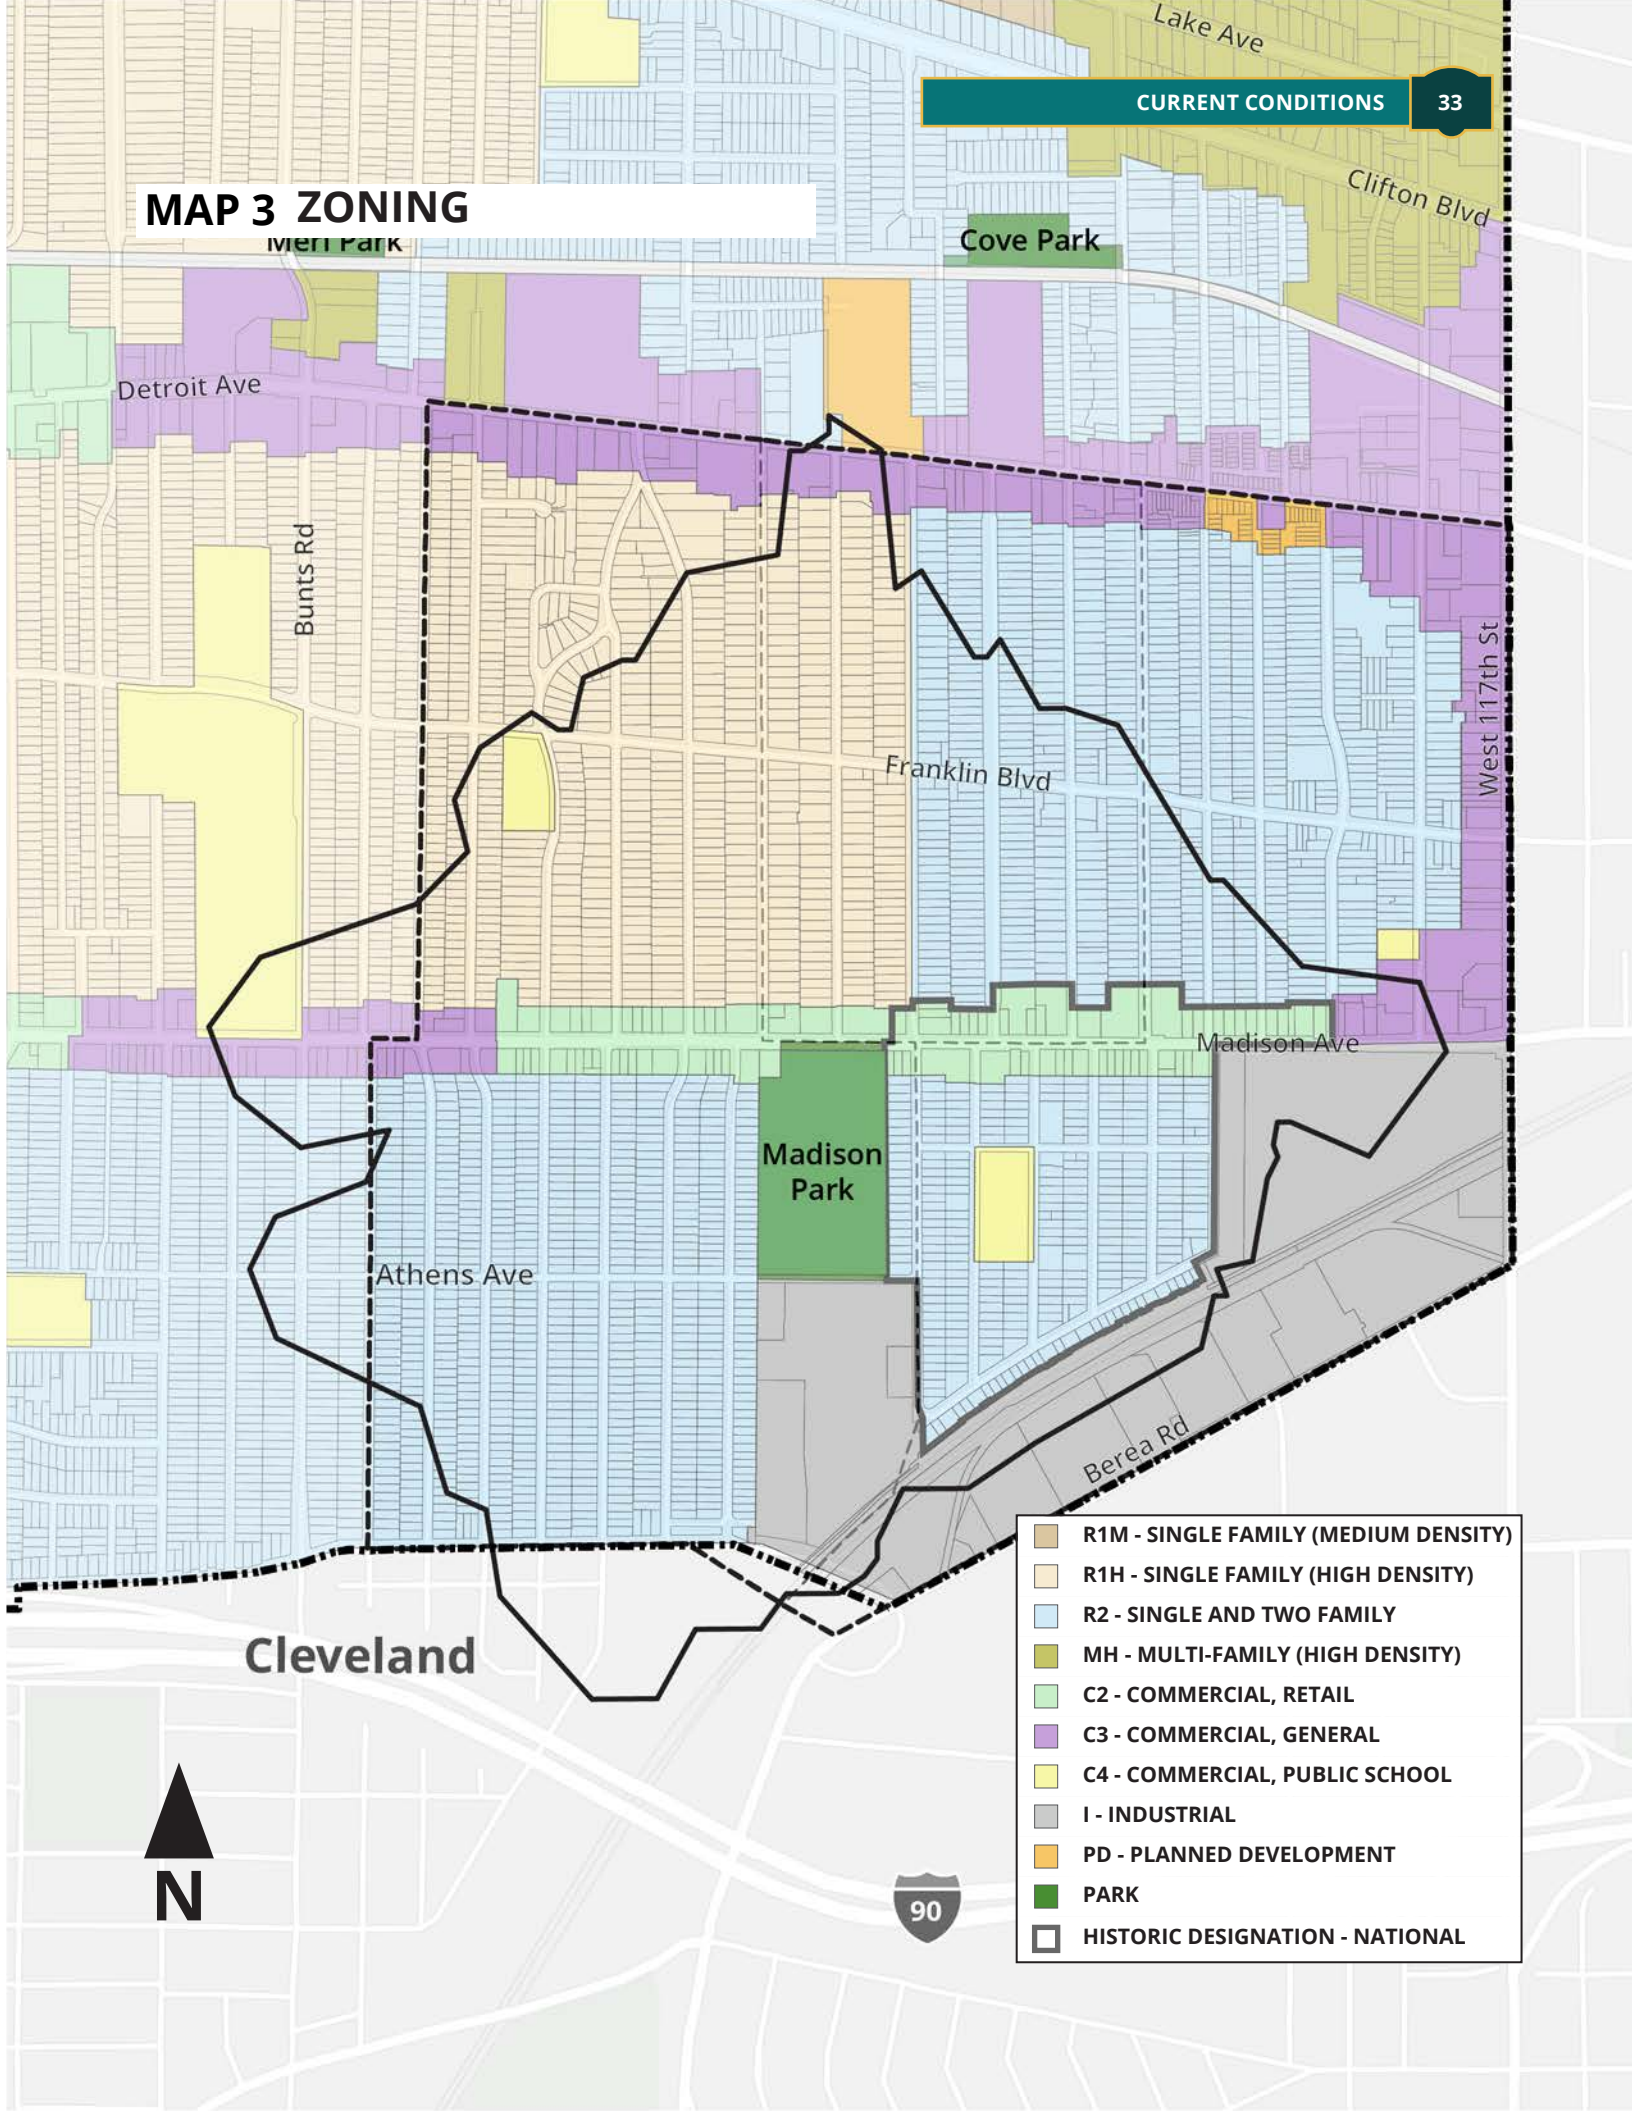 Lake Ave
CURRENT CONDITIONS 33
Clifton Blvd
MAP 3 ZONING
Merl Park
Cove Park
Detroit Ave
Bunts Rd
West 117th St
Franklin Blvd
Madison Ave
Madison
Park
Athens Ave
Berea Rd
Cleveland
R1M - SINGLE FAMILY (MEDIUM DENSITY)
R1H - SINGLE FAMILY (HIGH DENSITY)
R2 - SINGLE AND TWO FAMILY
MH - MULTI-FAMILY (HIGH DENSITY)
C2 - COMMERCIAL, RETAIL
C3 - COMMERCIAL, GENERAL
C4 - COMMERCIAL, PUBLIC SCHOOL
I - INDUSTRIAL
PD - PLANNED DEVELOPMENT
PARK
HISTORIC DESIGNATION - NATIONAL
N
90